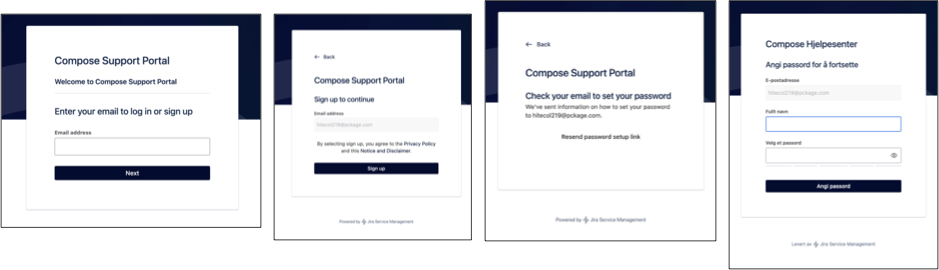 Compose Support Portal
Welcome to Compose Support Portal
Enter your email to log in or sign up
Email address
Next
← Back
Compose Support Portal
Sign up to continue
Email address
hitecol219@pckage.com
By selecting sign up, you agree to the Privacy Policy
and this Notice and Disclaimer.
Sign up
Powered by Jira Service Management
← Back
Compose Support Portal
Check your email to set your password
We've sent information on how to set your password
to hitecol219@pckage.com.
Resend password setup link
Powered by Jira Service Management
Compose Hjelpesenter
Angi passord for å fortsette
E-postadresse
hitecol219@pckage.com
Fullt navn
Velg et passord
Angi passord
Levert av Jira Service Management